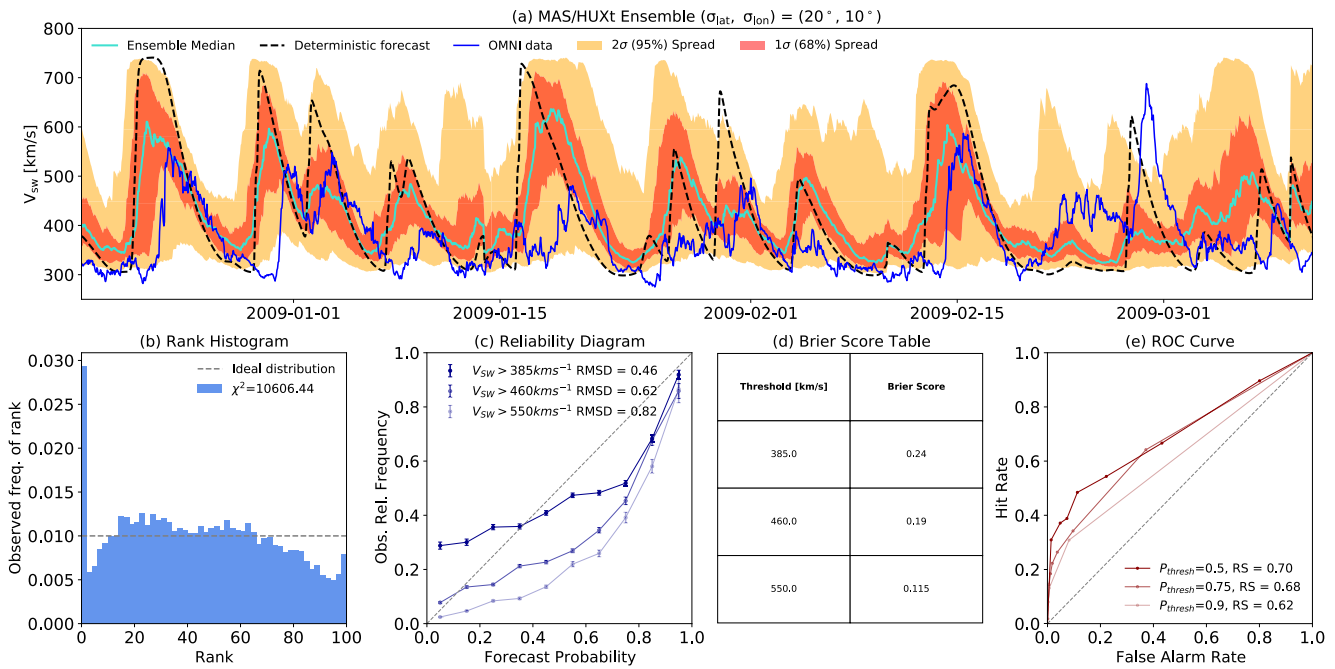 (a) MAS/HUXt Ensemble (σlat, σlon) = (20°, 10°)
Ensemble Median
Deterministic forecast
OMNI data
2σ (95%) Spread
1σ (68%) Spread
Vsw [km/s]
800
700
600
500
400
300
2009-01-01
2009-01-15
2009-02-01
2009-02-15
2009-03-01
(b) Rank Histogram
Ideal distribution
χ²=10606.44
Observed freq. of rank
0.030
0.025
0.020
0.015
0.010
0.005
0.000
0
20
40
60
80
100
Rank
(c) Reliability Diagram
VSW > 385kms⁻¹ RMSD = 0.46
VSW > 460kms⁻¹ RMSD = 0.62
VSW > 550kms⁻¹ RMSD = 0.82
Obs. Rel. Frequency
1.0
0.8
0.6
0.4
0.2
0.0
0.0
0.2
0.4
0.6
0.8
1.0
Forecast Probability
(d) Brier Score Table
Threshold [km/s]
Brier Score
385.0
0.24
460.0
0.19
550.0
0.115
(e) ROC Curve
Hit Rate
1.0
0.8
0.6
0.4
0.2
0.0
Pthresh=0.5, RS = 0.70
Pthresh=0.75, RS = 0.68
Pthresh=0.9, RS = 0.62
0.0
0.2
0.4
0.6
0.8
1.0
False Alarm Rate